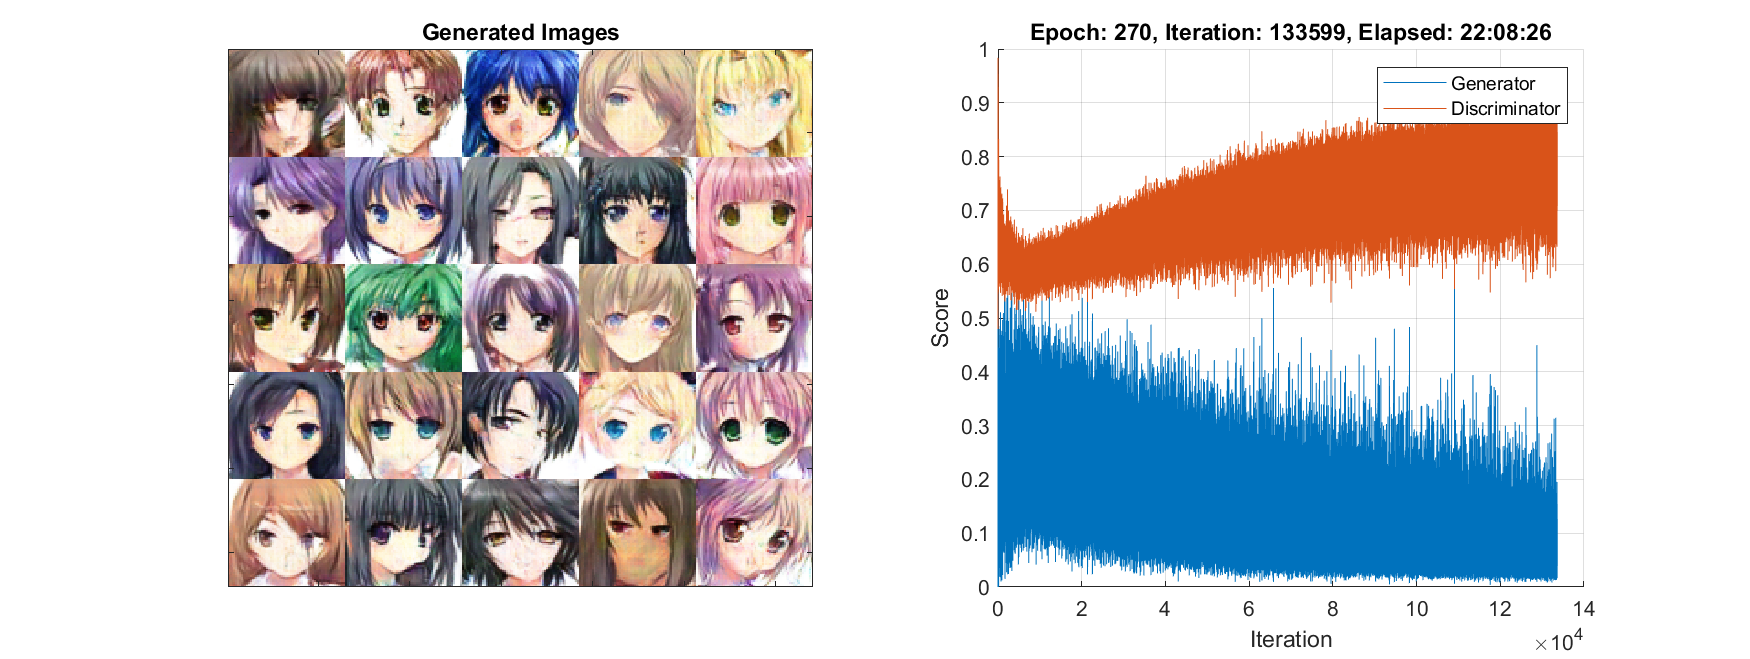 Generated Images
Epoch: 270, Iteration: 133599, Elapsed: 22:08:26
Generator
Discriminator
1
0.9
0.8
0.7
0.6
0.5
0.4
0.3
0.2
0.1
0
Score
0 2 4 6 8 10 12 14
Iteration
×10⁴